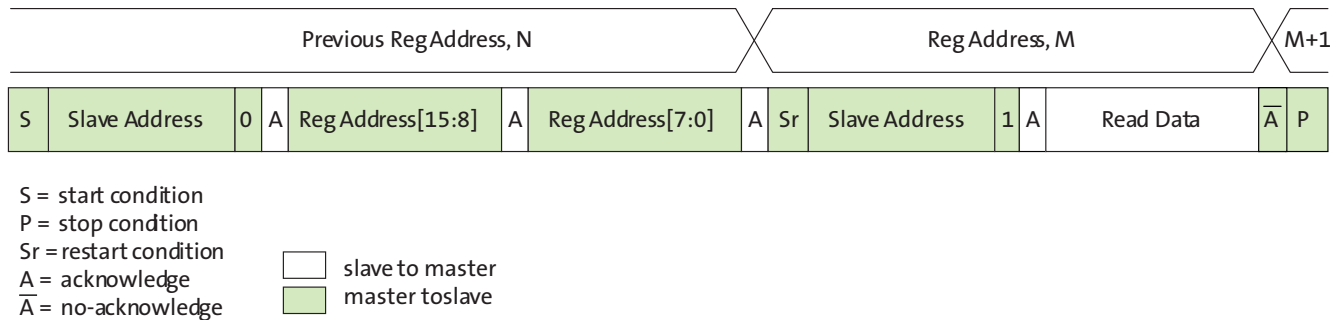 Previous Reg Address, N Reg Address, M M+1
S Slave Address 0 A Reg Address[15:8] A Reg Address[7:0] A Sr Slave Address 1 A Read Data A̅ P
S = start condition
P = stop condition
Sr = restart condition
A = acknowledge
A̅ = no-acknowledge
slave to master
master toslave